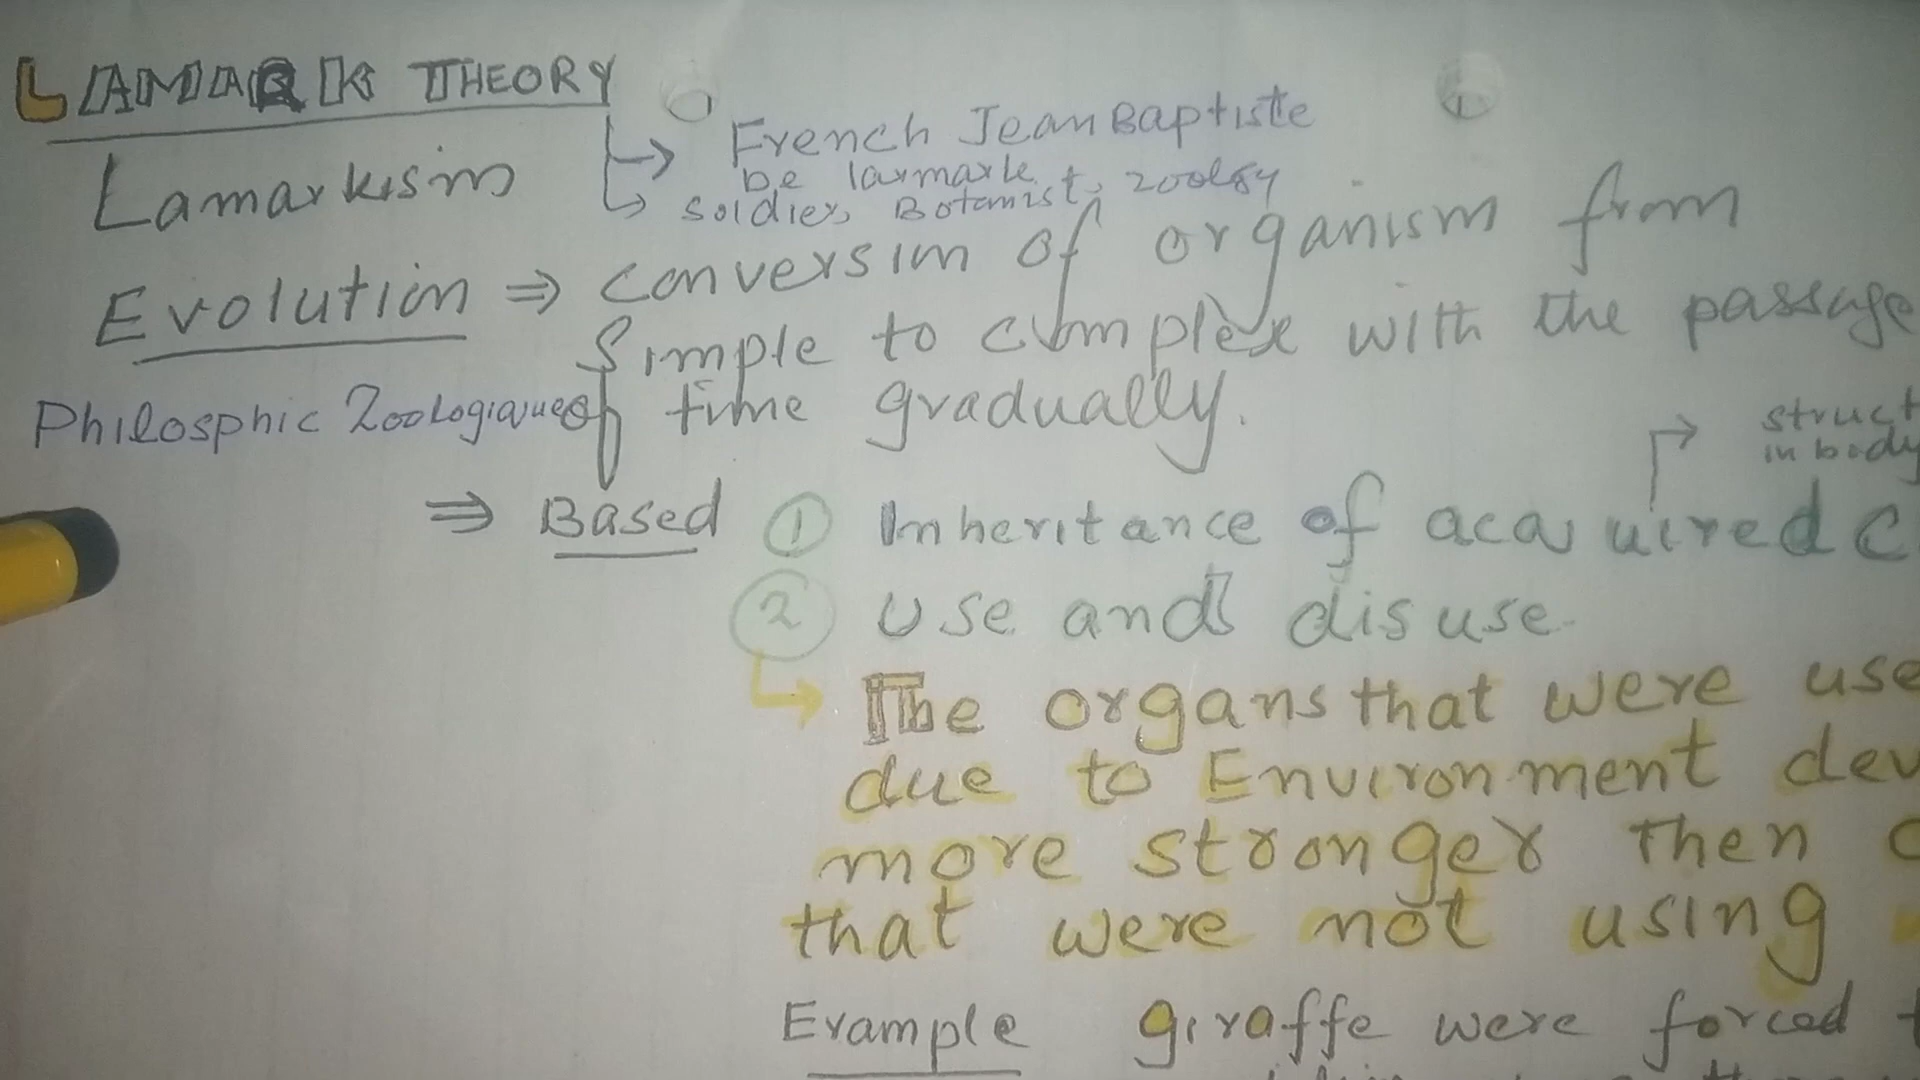 LAMARK THEORY
Lamarkism
French Jean Baptiste
be larmark
soldier, Botanist, zoology
Evolution ⇒ conversion of organism from
Simple to complex with the passage
of time gradually.
Philosphic Zoologique
struct
in body
⇒ Based ① Inheritance of acquired C
② Use and disuse
The organs that were use
due to Environment dev
more stronger then
that were not using
Example giraffe were forced t